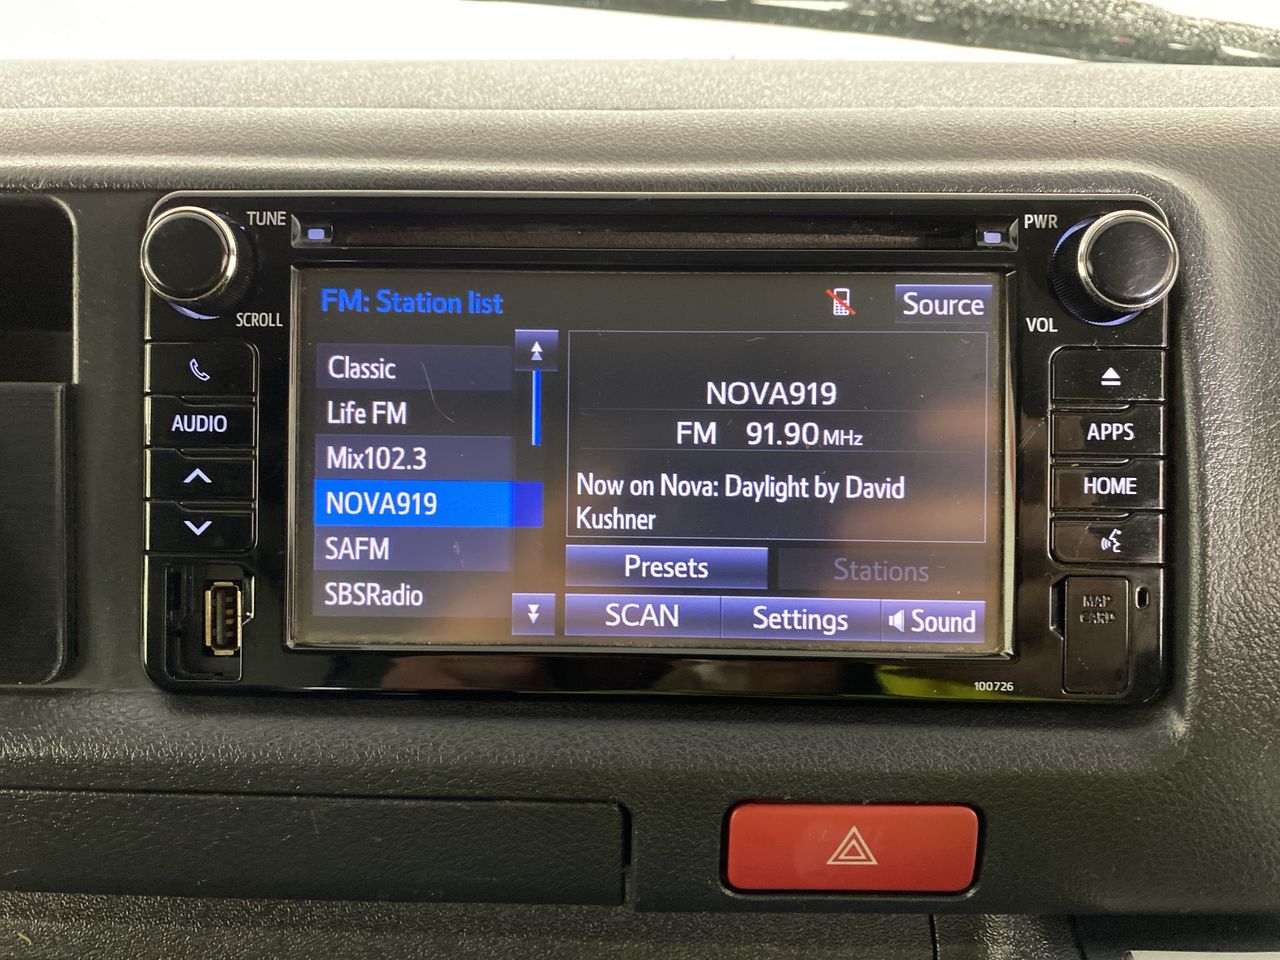 TUNE
PWR
SCROLL
VOL
FM: Station list
Source
Classic
Life FM
Mix102.3
NOVA919
SAFM
SBSRadio
NOVA919
FM 91.90 MHz
Now on Nova: Daylight by David
Kushner
Presets
Stations
SCAN
Settings
Sound
AUDIO
APPS
HOME
MAP
CARD
100726